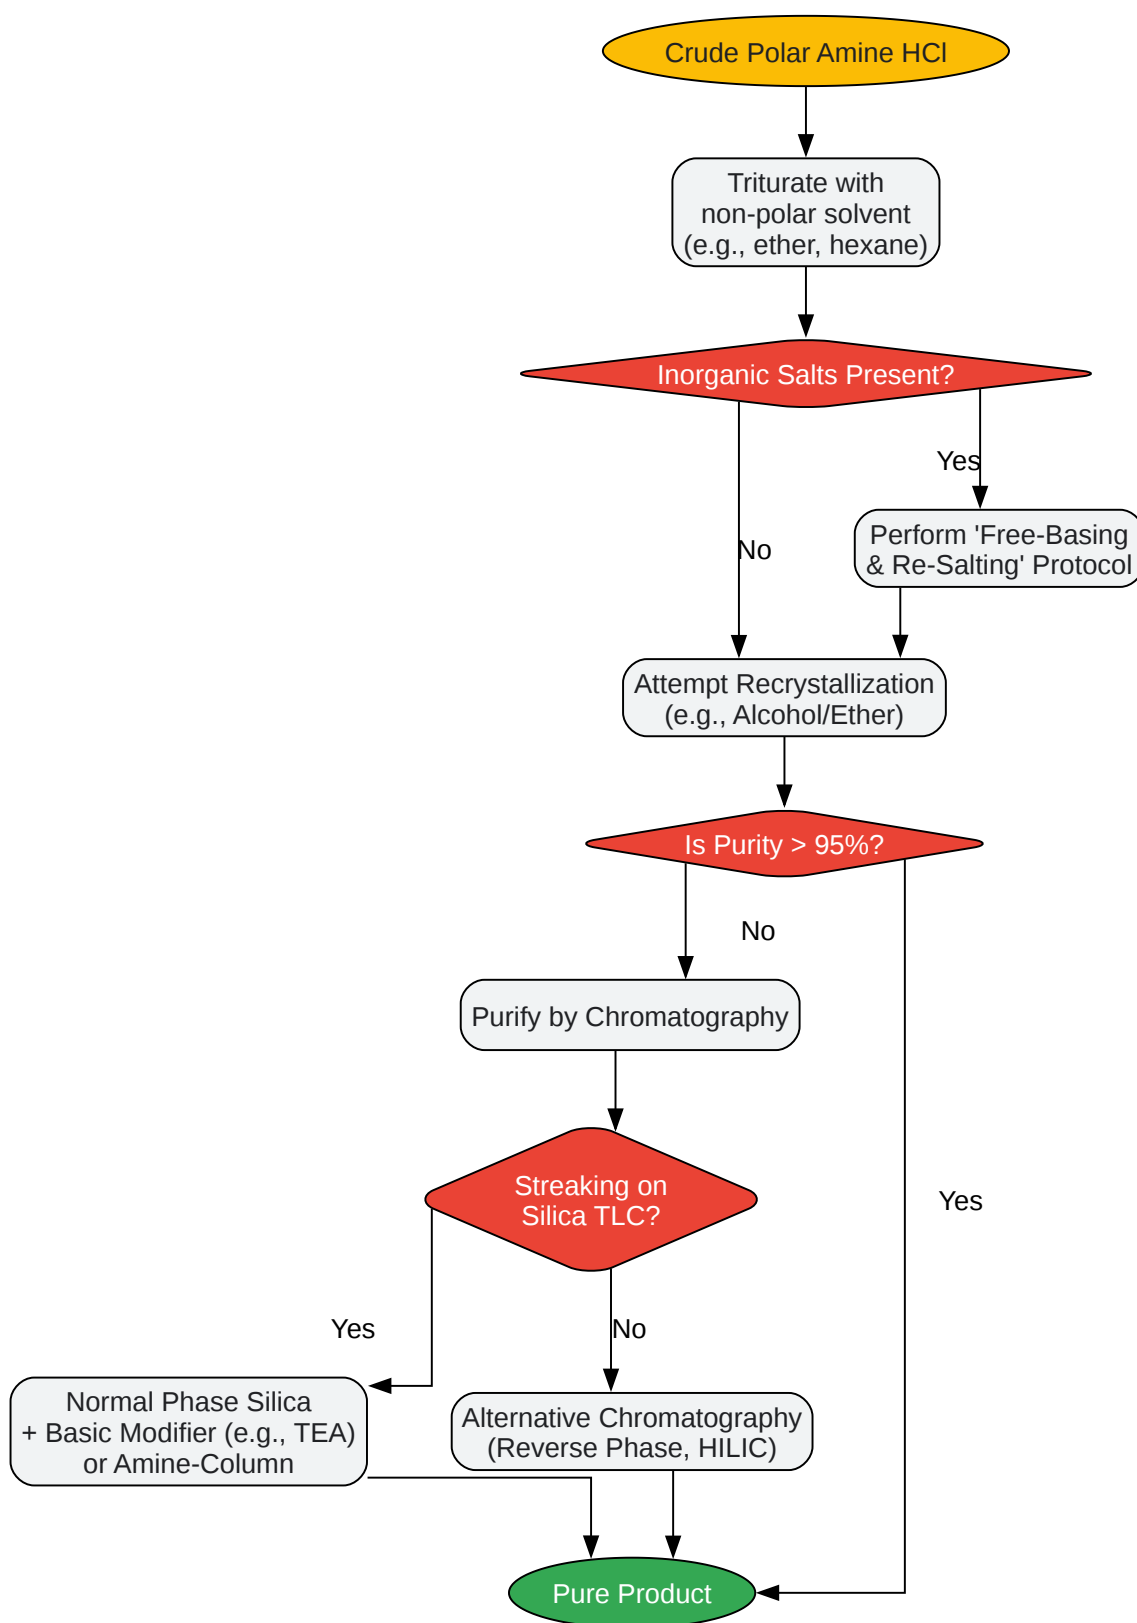 Crude Polar Amine HCl
Triturate with
non-polar solvent
(e.g., ether, hexane)
Inorganic Salts Present?
Yes
Perform 'Free-Basing
& Re-Salting' Protocol
No
Attempt Recrystallization
(e.g., Alcohol/Ether)
Is Purity > 95%?
No
Purify by Chromatography
Streaking on
Silica TLC?
Yes
Yes
No
Normal Phase Silica
+ Basic Modifier (e.g., TEA)
or Amine-Column
Alternative Chromatography
(Reverse Phase, HILIC)
Pure Product